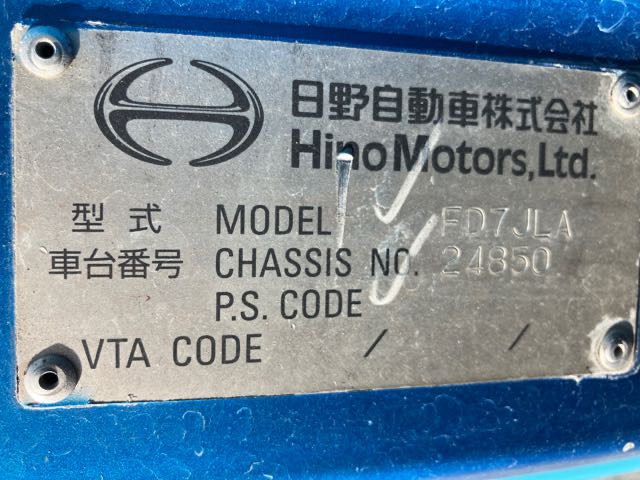 日野自動車株式会社
Hino Motors, Ltd.
型式 MODEL FD7JLA
車台番号 CHASSIS NO. 24850
P.S. CODE
VTA CODE / /